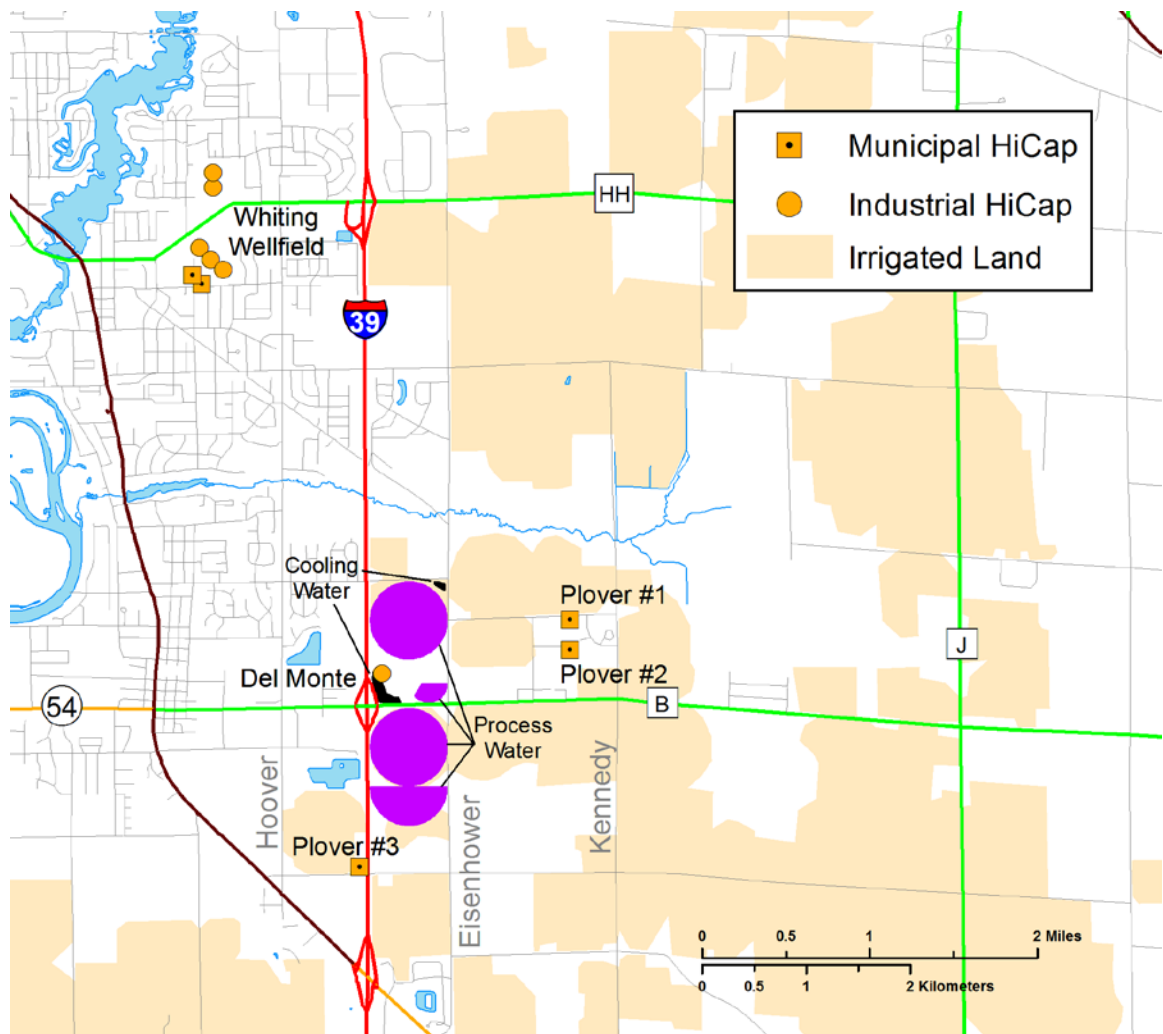 Municipal HiCap
Industrial HiCap
Irrigated Land
HH
Whiting
Wellfield
39
Cooling
Water
Plover #1
Plover #2
Del Monte
J
54
B
Process
Water
Hoover
Kennedy
Eisenhower
Plover #3
0 0.5 1 2 Miles
0 0.5 1 2 Kilometers